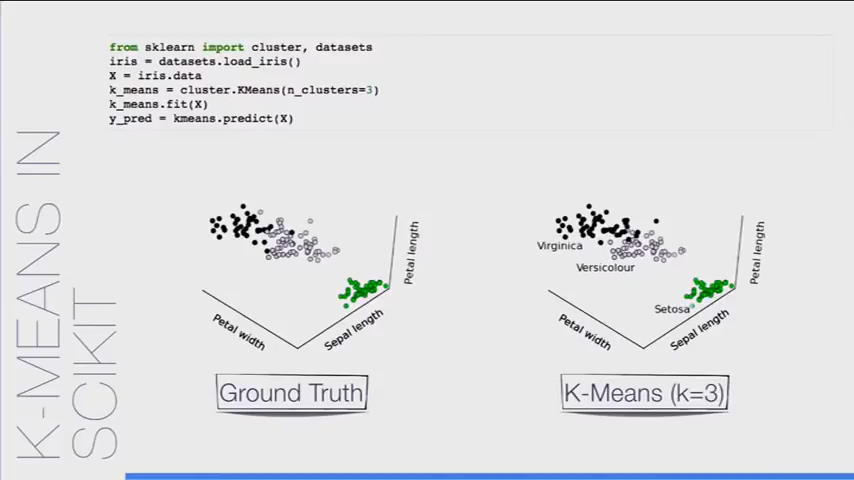 K-MEANS IN
SCIKIT
from sklearn import cluster, datasets
iris = datasets.load_iris()
X = iris.data
k_means = cluster.KMeans(n_clusters=3)
k_means.fit(X)
y_pred = kmeans.predict(X)
Petal length
Petal width
Sepal length
Ground Truth
Virginica
Versicolour
Setosa
Petal length
Petal width
Sepal length
K-Means (k=3)